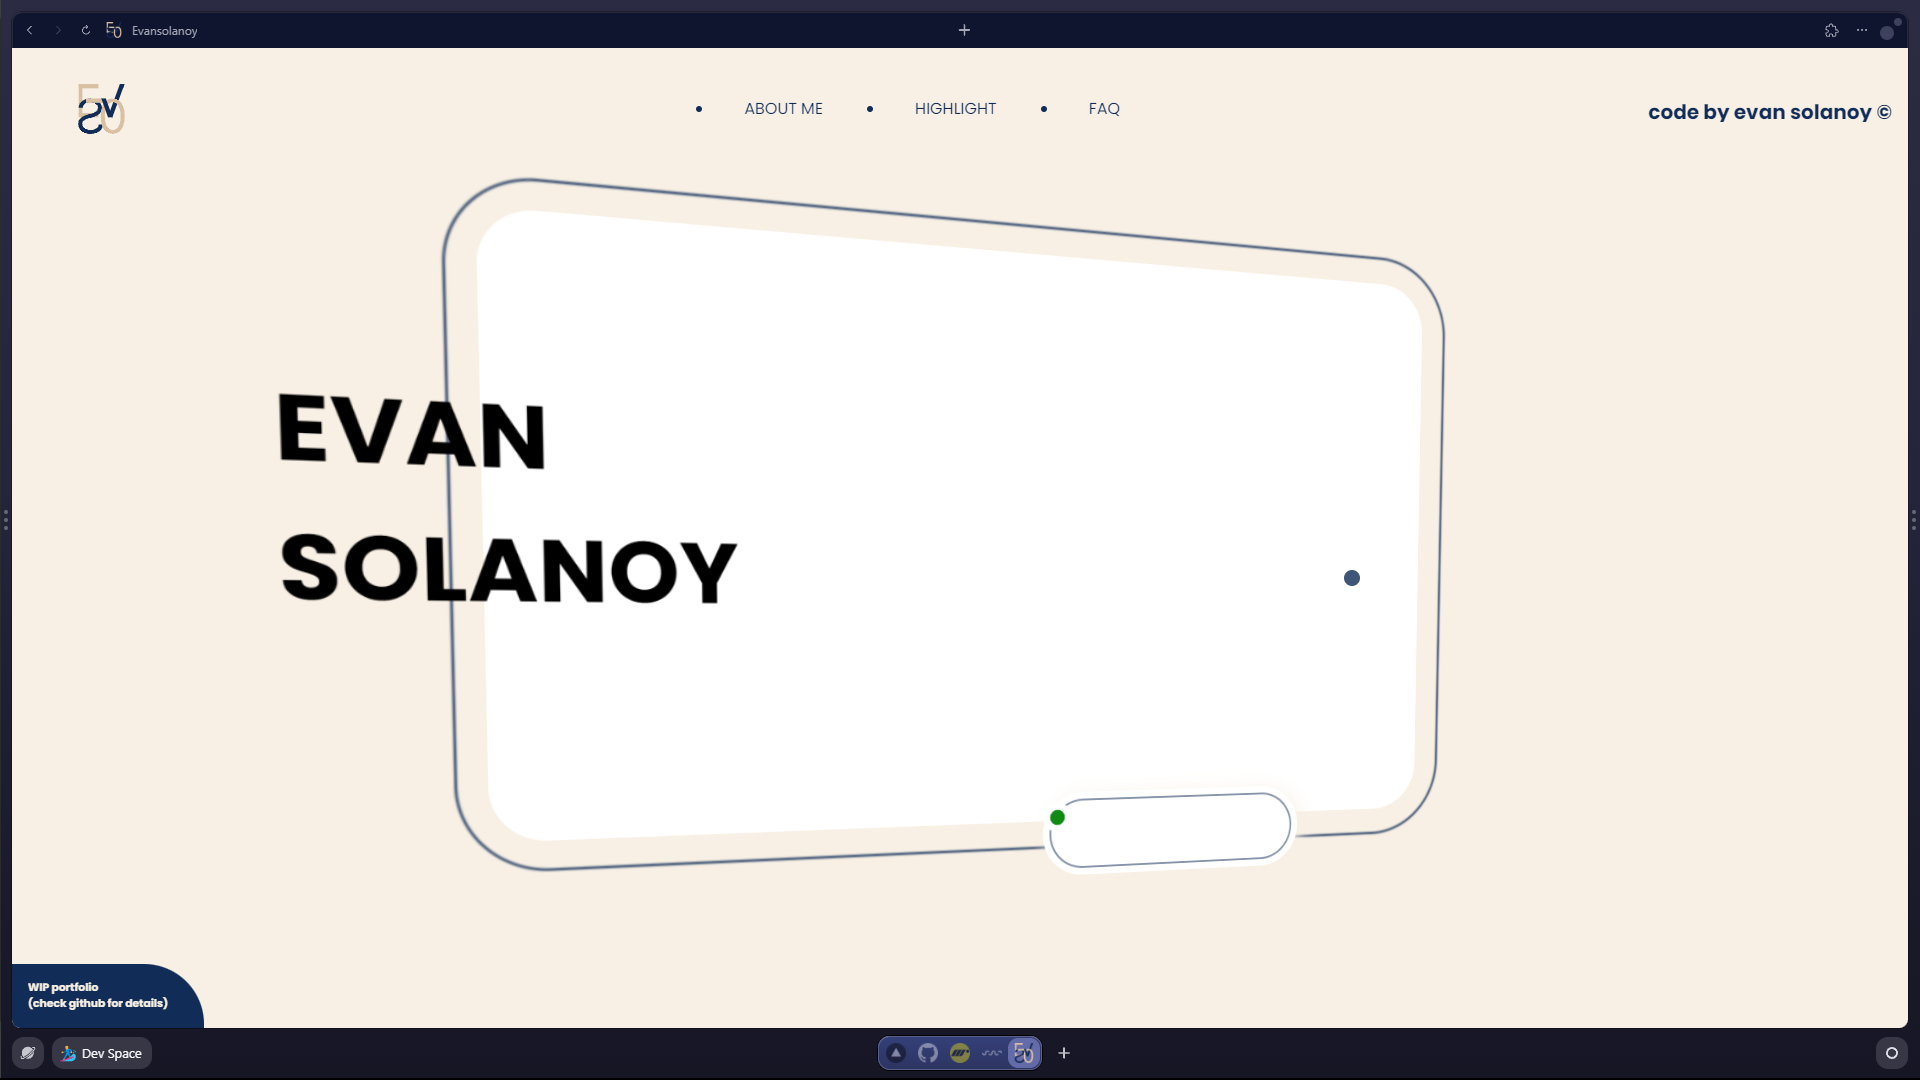 Evansolanoy
ABOUT ME
HIGHLIGHT
FAQ
code by evan solanoy ©
EVAN
SOLANOY
WIP portfolio
(check github for details)
Dev Space